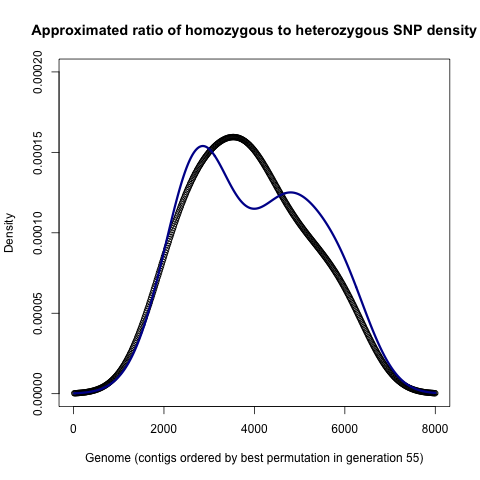 Approximated ratio of homozygous to heterozygous SNP density
0.00020
0.00015
0.00010
0.00005
0.00000
Density
0 2000 4000 6000 8000
Genome (contigs ordered by best permutation in generation 55)